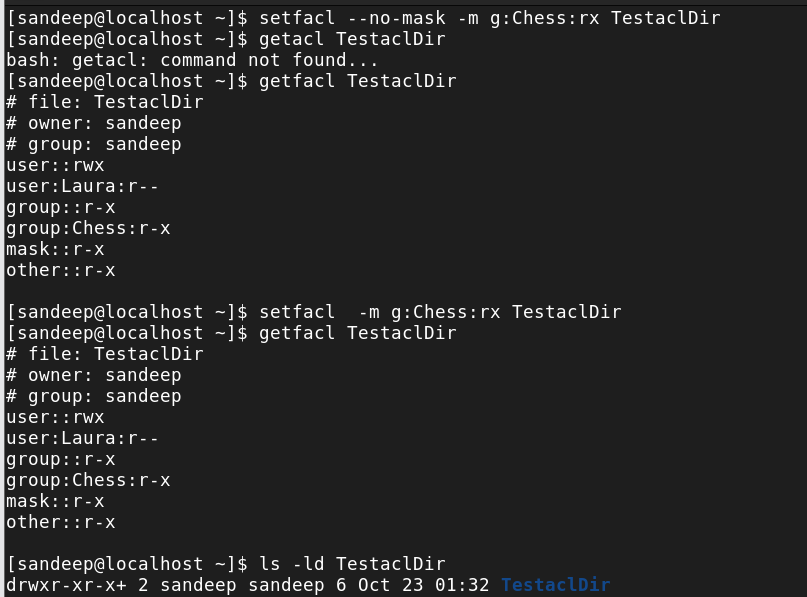 [sandeep@localhost ~]$ setfacl --no-mask -m g:Chess:rx TestaclDir
[sandeep@localhost ~]$ getacl TestaclDir
bash: getacl: command not found...
[sandeep@localhost ~]$ getfacl TestaclDir
# file: TestaclDir
# owner: sandeep
# group: sandeep
user::rwx
user:Laura:r--
group::r-x
group:Chess:r-x
mask::r-x
other::r-x

[sandeep@localhost ~]$ setfacl  -m g:Chess:rx TestaclDir
[sandeep@localhost ~]$ getfacl TestaclDir
# file: TestaclDir
# owner: sandeep
# group: sandeep
user::rwx
user:Laura:r--
group::r-x
group:Chess:r-x
mask::r-x
other::r-x

[sandeep@localhost ~]$ ls -ld TestaclDir
drwxr-xr-x+ 2 sandeep sandeep 6 Oct 23 01:32 TestaclDir